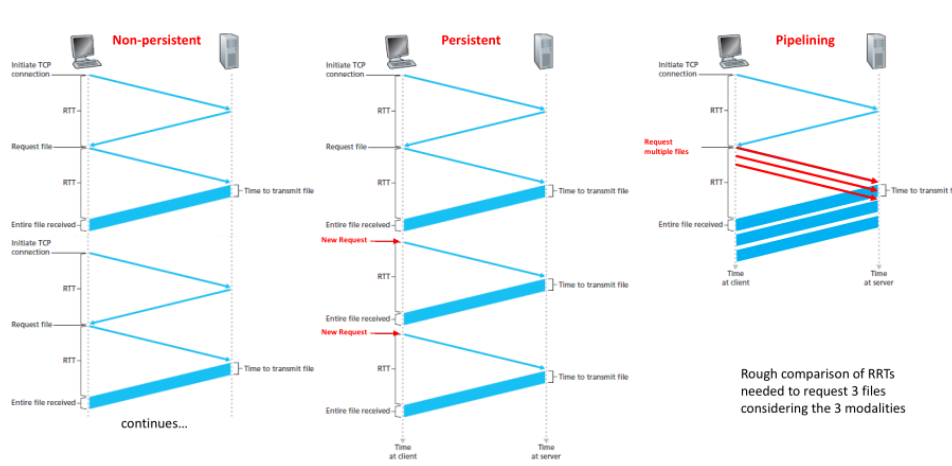 Non-persistent
Initiate TCP
connection
RTT
Request file
RTT
Time to transmit file
Entire file received
Initiate TCP
connection
RTT
Request file
RTT
Time to transmit file
Entire file received
continues...
Persistent
Initiate TCP
connection
RTT
Request file
RTT
Time to transmit file
Entire file received
New Request
RTT
Time to transmit file
Entire file received
New Request
RTT
Time to transmit file
Entire file received
Time
at client
Time
at server
Pipelining
Initiate TCP
connection
RTT
Request
multiple files
RTT
Time to transmit f
Entire file received
Time
at client
Time
at server
Rough comparison of RRTs
needed to request 3 files
considering the 3 modalities